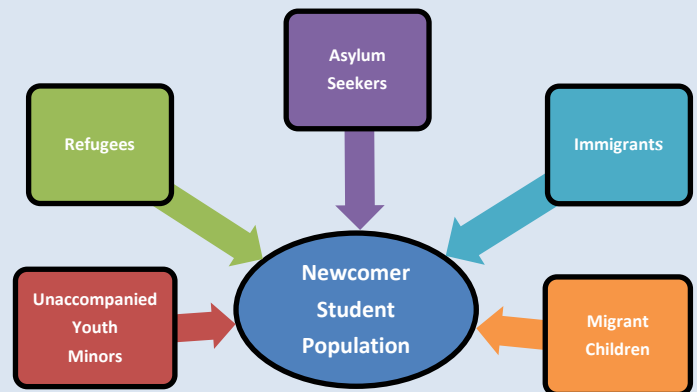 Asylum
Seekers
Refugees
Immigrants
Newcomer
Student
Population
Unaccompanied
Youth
Minors
Migrant
Children